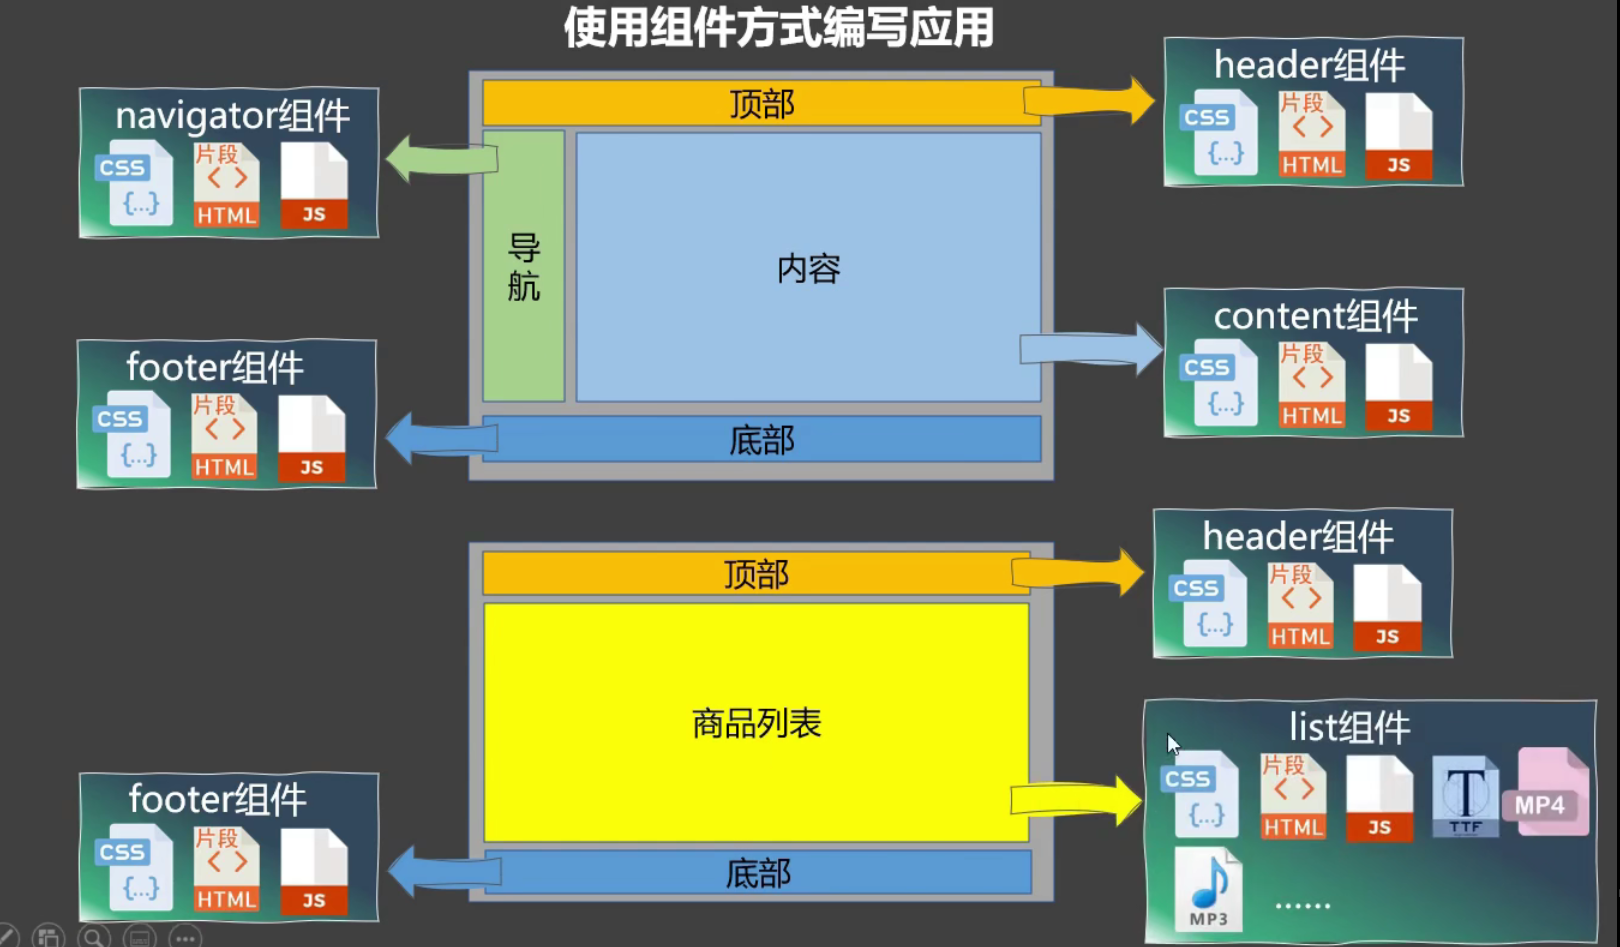 使用组件方式编写应用
navigator组件
CSS
{...}
片段
< >
HTML
JS
顶部
header组件
CSS
{...}
片段
< >
HTML
JS
导
航
内容
footer组件
CSS
{...}
片段
< >
HTML
JS
底部
content组件
CSS
{...}
片段
< >
HTML
JS
顶部
header组件
CSS
{...}
片段
< >
HTML
JS
商品列表
list组件
CSS
{...}
片段
< >
HTML
JS
T
TTF
MP4
MP3
......
footer组件
CSS
{...}
片段
< >
HTML
JS
底部